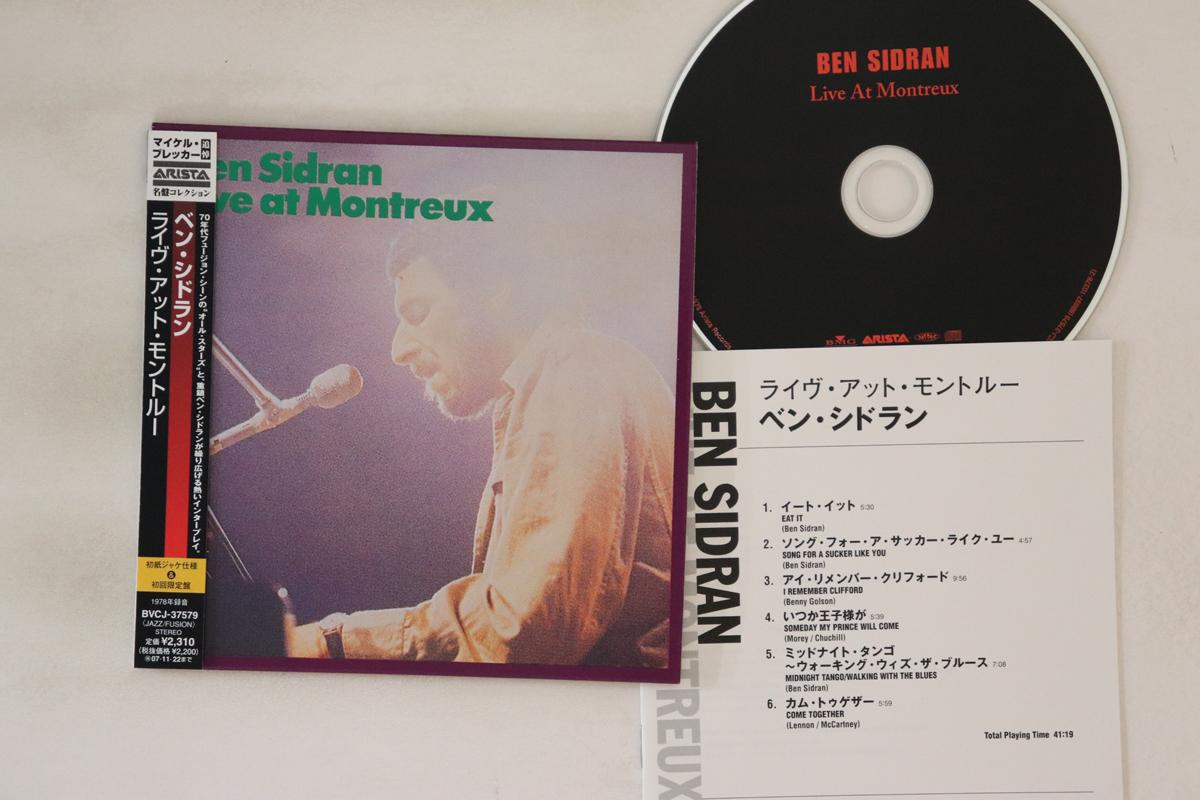 マイケル・
ブレッカー
追悼
ARISTA
名盤コレクション
70年代フュージョン・シーンの“オール・スターズ”と、重鎮ベン・シドランが繰り広げる熱いインタープレイ。
ベン・シドラン
ライヴ・アット・モントルー
初紙ジャケ仕様
&
初回限定盤
1978年録音
BVCJ-37579
(JAZZ/FUSION)
STEREO
定価 ¥2,310
(税抜価格 ¥2,200)
07・11・22まで
en Sidran
ve at Montreux
BEN SIDRAN
Live At Montreux
BMG ARISTA
BEN SIDRAN
MONTREUX
ライヴ・アット・モントルー
ベン・シドラン
1. イート・イット 5:30
EAT IT
(Ben Sidran)
2. ソング・フォー・ア・サッカー・ライク・ユー 4:57
SONG FOR A SUCKER LIKE YOU
(Ben Sidran)
3. アイ・リメンバー・クリフォード 9:56
I REMEMBER CLIFFORD
(Benny Golson)
4. いつか王子様が 5:39
SOMEDAY MY PRINCE WILL COME
(Morey / Chuchill)
5. ミッドナイト・タンゴ
〜ウォーキング・ウィズ・ザ・ブルース 7:08
MIDNIGHT TANGO/WALKING WITH THE BLUES
(Ben Sidran)
6. カム・トゥゲザー 5:59
COME TOGETHER
(Lennon / McCartney)
Total Playing Time 41:19